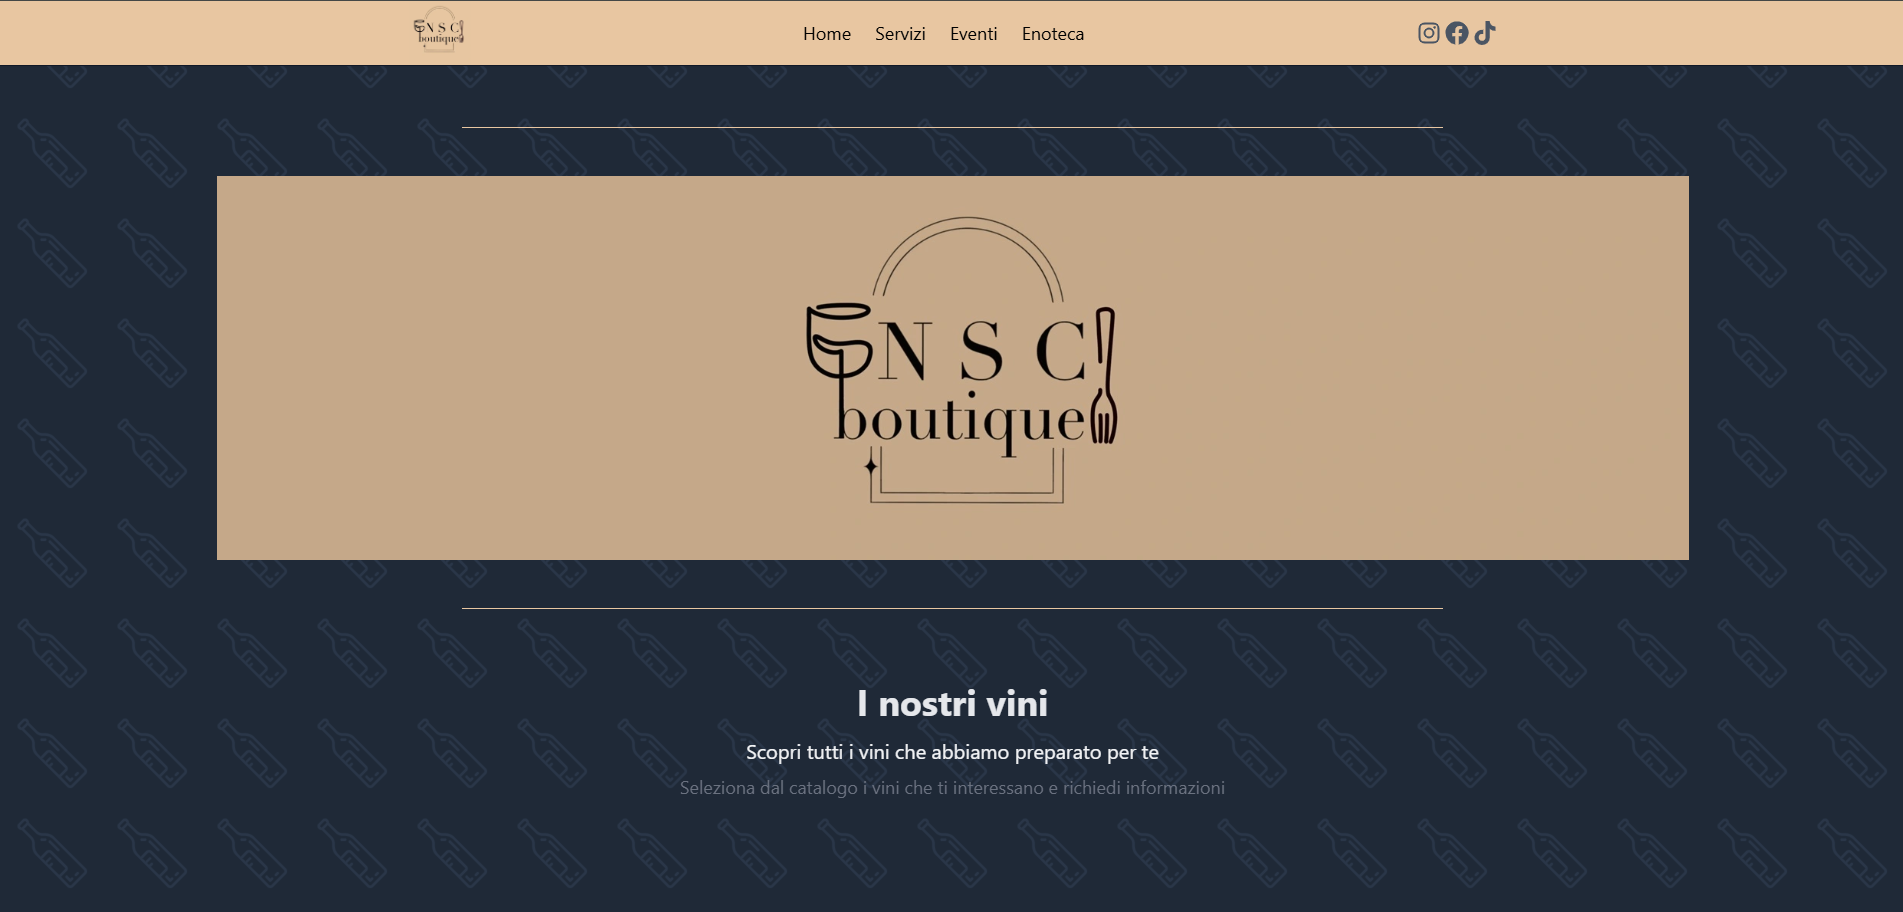 N S C
boutique
Home Servizi Eventi Enoteca
N S C
boutique
I nostri vini
Scopri tutti i vini che abbiamo preparato per te
Seleziona dal catalogo i vini che ti interessano e richiedi informazioni